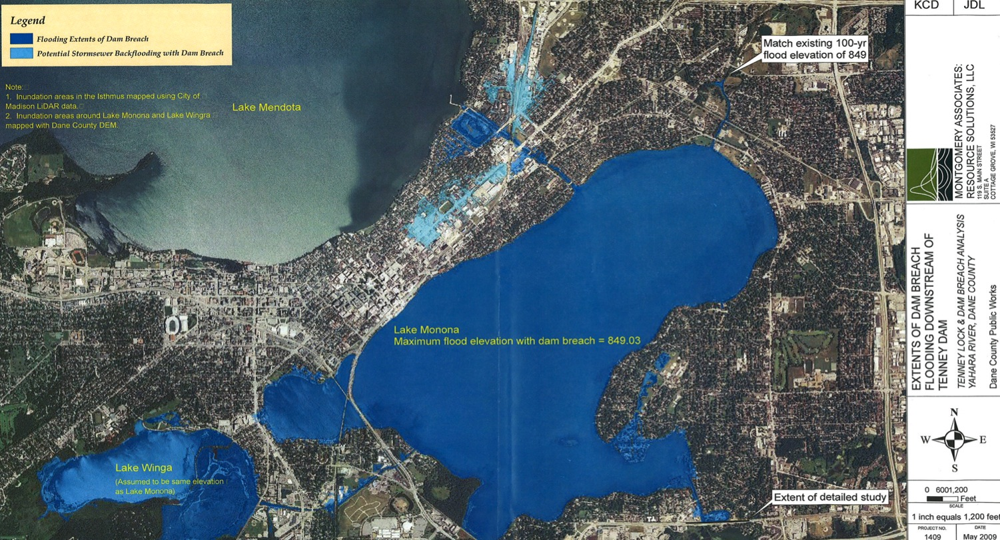 Legend
Flooding Extents of Dam Breach
Potential Stormsewer Backflooding with Dam Breach
Note:
1. Inundation areas in the Isthmus mapped using City of
Madison LiDAR data.
2. Inundation areas around Lake Monona and Lake Wingra
mapped with Dane County DEM.
Lake Mendota
Match existing 100-yr
flood elevation of 849
Lake Monona
Maximum flood elevation with dam breach = 849.03
Lake Winga
(Assumed to be same elevation
as Lake Monona)
Extent of detailed study
KCD JDL
MONTGOMERY ASSOCIATES:
RESOURCE SOLUTIONS, LLC
119 S. MAIN STREET
SUITE A
COTTAGE GROVE, WI 53527
EXTENTS OF DAM BREACH
FLOODING DOWNSTREAM OF
TENNEY DAM
TENNEY LOCK & DAM BREACH ANALYSIS
YAHARA RIVER, DANE COUNTY
Dane County Public Works
N
W E
S
0 6001,200
Feet
SCALE
1 inch equals 1,200 feet
PROJECT NO. DATE
1409 May 2009